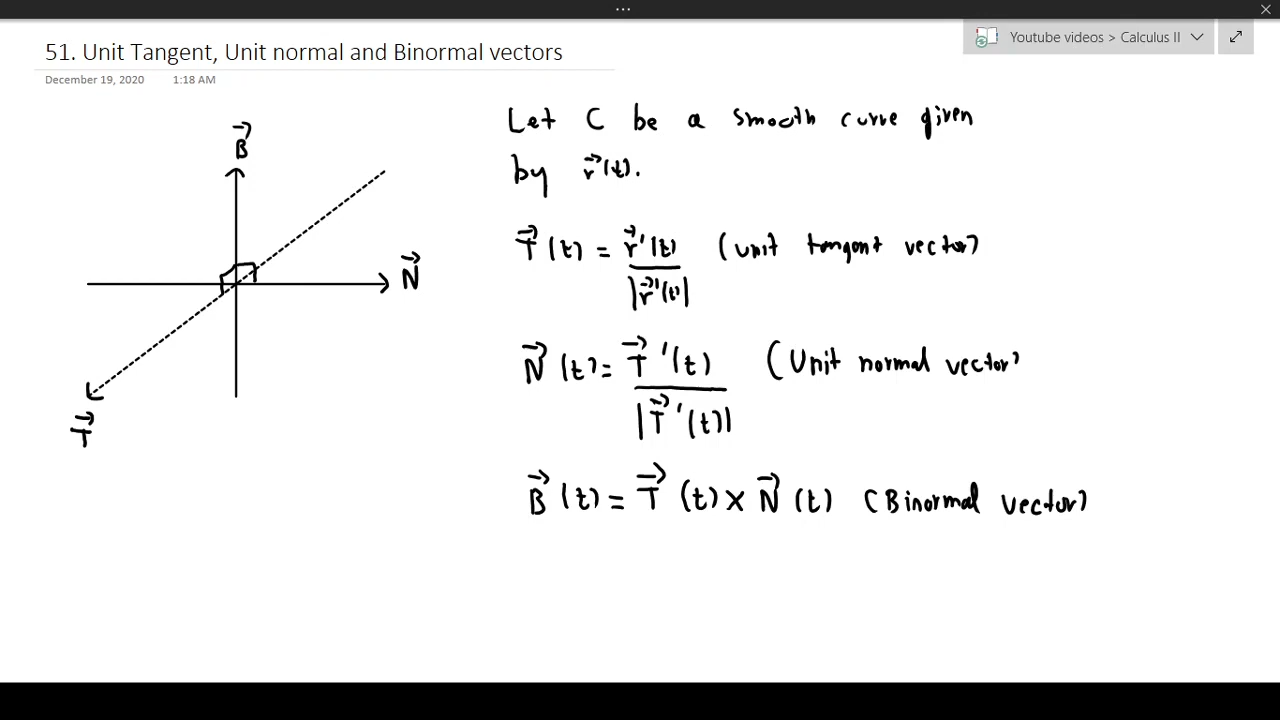 ...
51. Unit Tangent, Unit normal and Binormal vectors
Youtube videos > Calculus II
December 19, 2020 1:18 AM
B⃗
N⃗
T⃗
Let C be a smooth curve given
by r⃗(t).
T⃗(t) = r⃗'(t) / |r⃗'(t)| (unit tangent vector)
N⃗(t) = T⃗'(t) / |T⃗'(t)| (Unit normal vector)
B⃗(t) = T⃗(t) × N⃗(t) (Binormal vector)